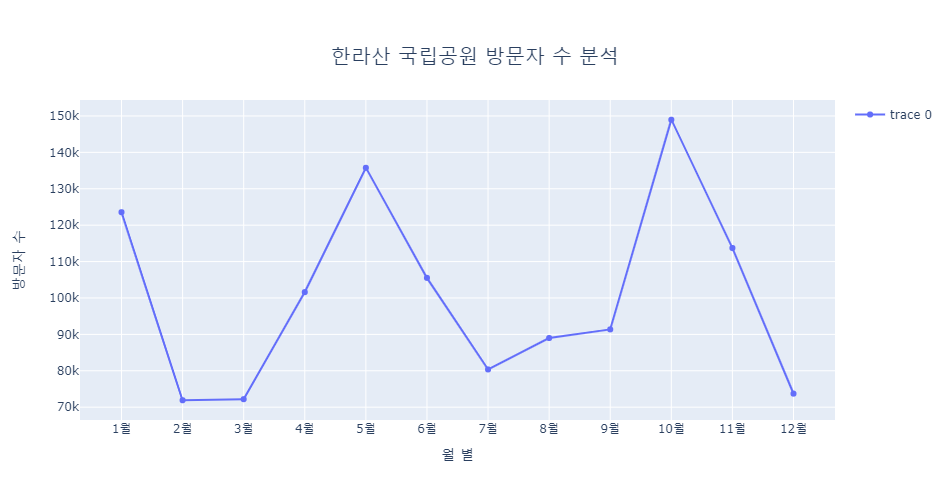 한라산 국립공원 방문자 수 분석
trace 0
방문자 수
150k
140k
130k
120k
110k
100k
90k
80k
70k
1월 2월 3월 4월 5월 6월 7월 8월 9월 10월 11월 12월
월 별